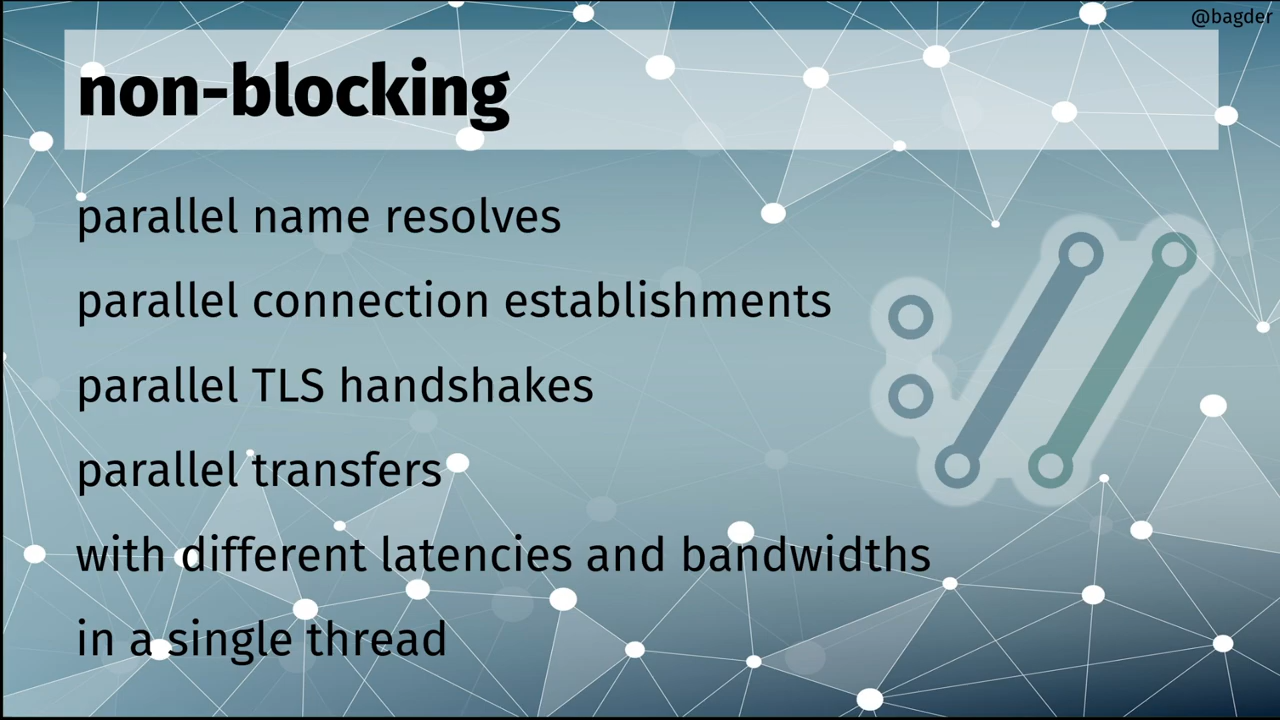 @bagder
non-blocking
parallel name resolves
parallel connection establishments
parallel TLS handshakes
parallel transfers
with different latencies and bandwidths
in a single thread